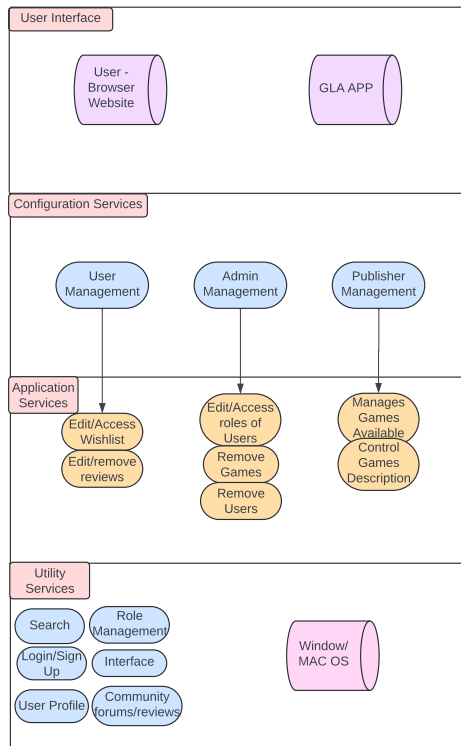 User Interface
User -
Browser
Website
GLA APP
Configuration Services
User
Management
Admin
Management
Publisher
Management
Application
Services
Edit/Access
Wishlist
Edit/remove
reviews
Edit/Access
roles of
Users
Remove
Games
Remove
Users
Manages
Games
Available
Control
Games
Description
Utility
Services
Search
Role
Management
Login/Sign
Up
Interface
User Profile
Community
forums/reviews
Window/
MAC OS